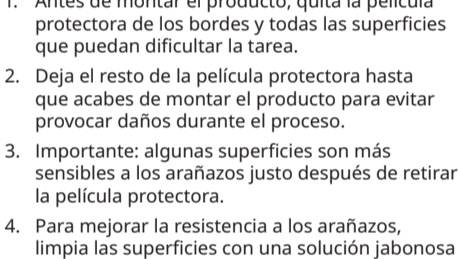 1. Antes de montar el producto, quita la película
protectora de los bordes y todas las superficies
que puedan dificultar la tarea.
2. Deja el resto de la película protectora hasta
que acabes de montar el producto para evitar
provocar daños durante el proceso.
3. Importante: algunas superficies son más
sensibles a los arañazos justo después de retirar
la película protectora.
4. Para mejorar la resistencia a los arañazos,
limpia las superficies con una solución jabonosa